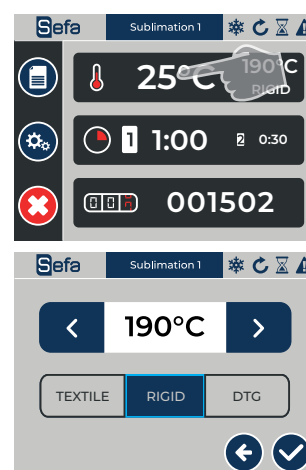 Sefa Sublimation 1
25°C 190°C
RIGID
1 1:00 2 0:30
001502
Sefa Sublimation 1
190°C
TEXTILE RIGID DTG